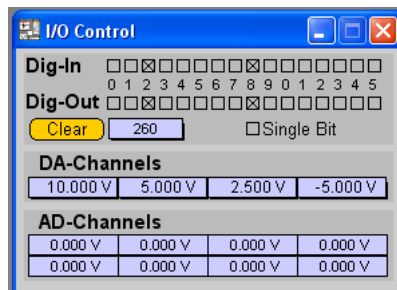 I/O Control
Dig-In
0 1 2 3 4 5 6 7 8 9 0 1 2 3 4 5
Dig-Out
Clear 260 Single Bit
DA-Channels
10.000 V 5.000 V 2.500 V -5.000 V
AD-Channels
0.000 V 0.000 V 0.000 V 0.000 V
0.000 V 0.000 V 0.000 V 0.000 V